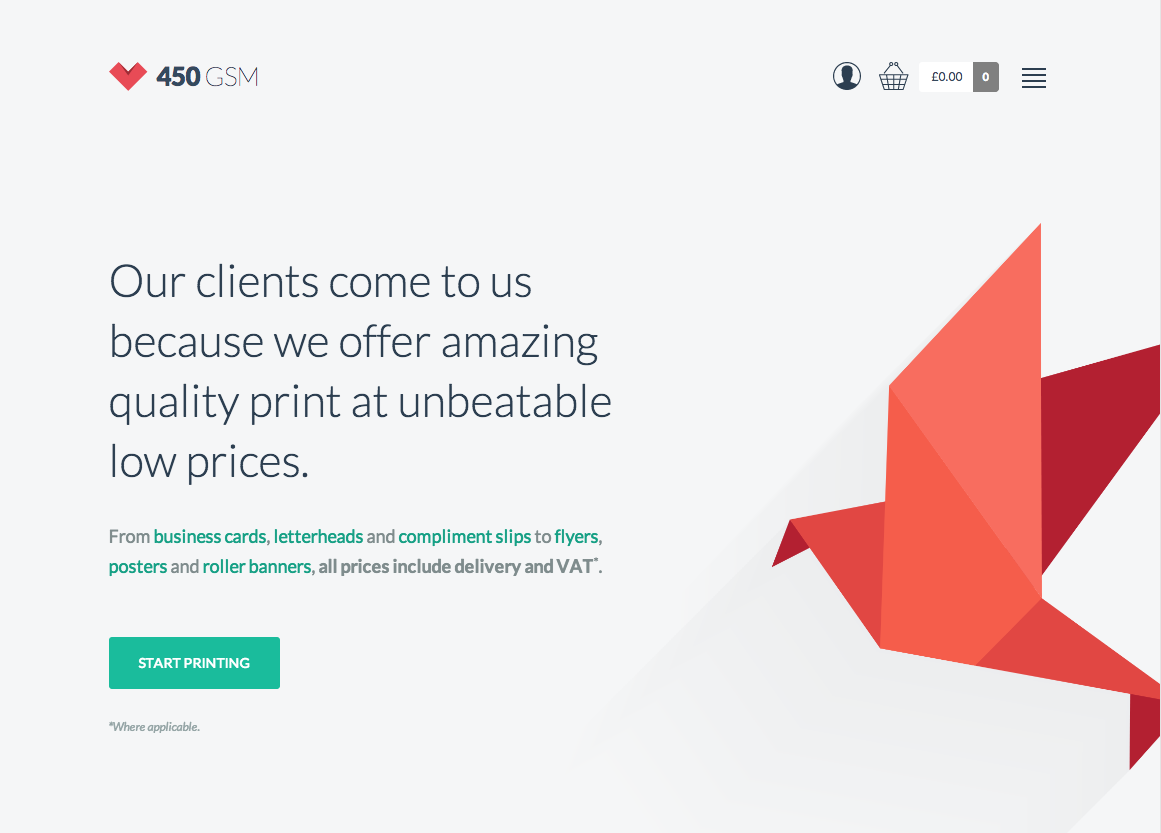 450 GSM
£0.00 0
Our clients come to us
because we offer amazing
quality print at unbeatable
low prices.
From business cards, letterheads and compliment slips to flyers,
posters and roller banners, all prices include delivery and VAT*.
START PRINTING
*Where applicable.